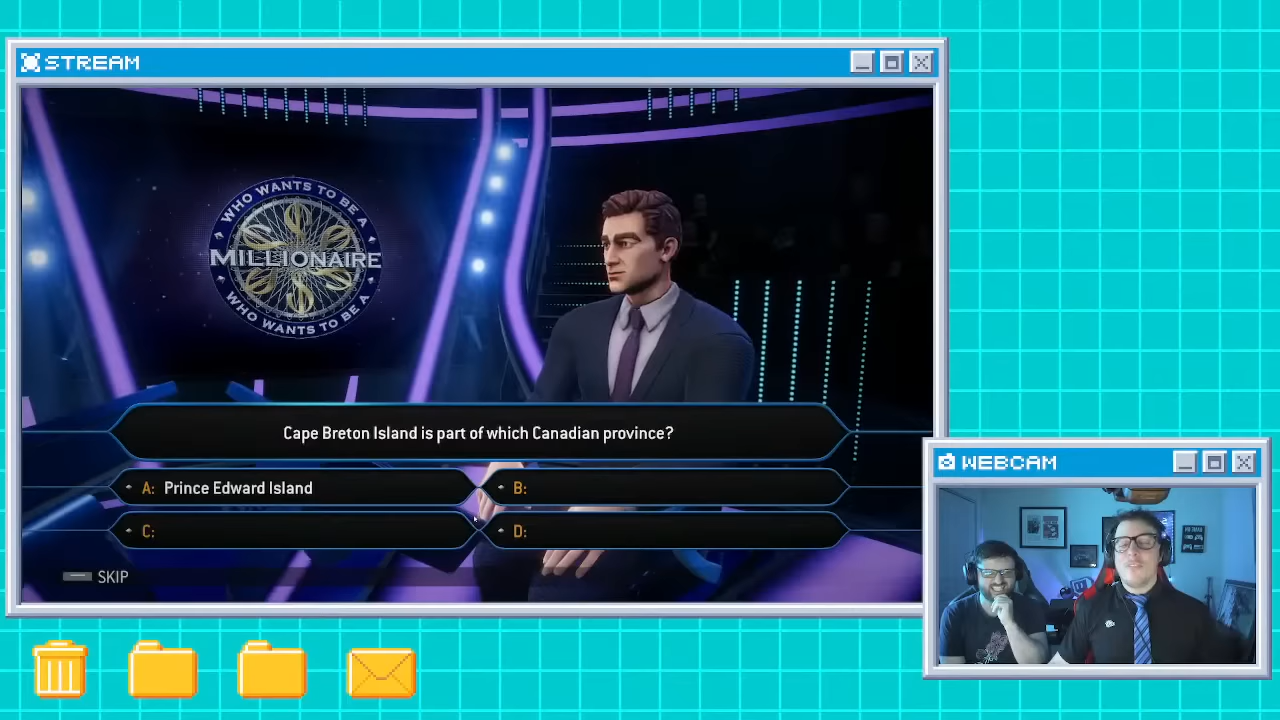 STREAM
WHO WANTS TO BE A
MILLIONAIRE
WHO WANTS TO BE A
Cape Breton Island is part of which Canadian province?
A: Prince Edward Island
B:
C:
D:
SKIP
WEBCAM